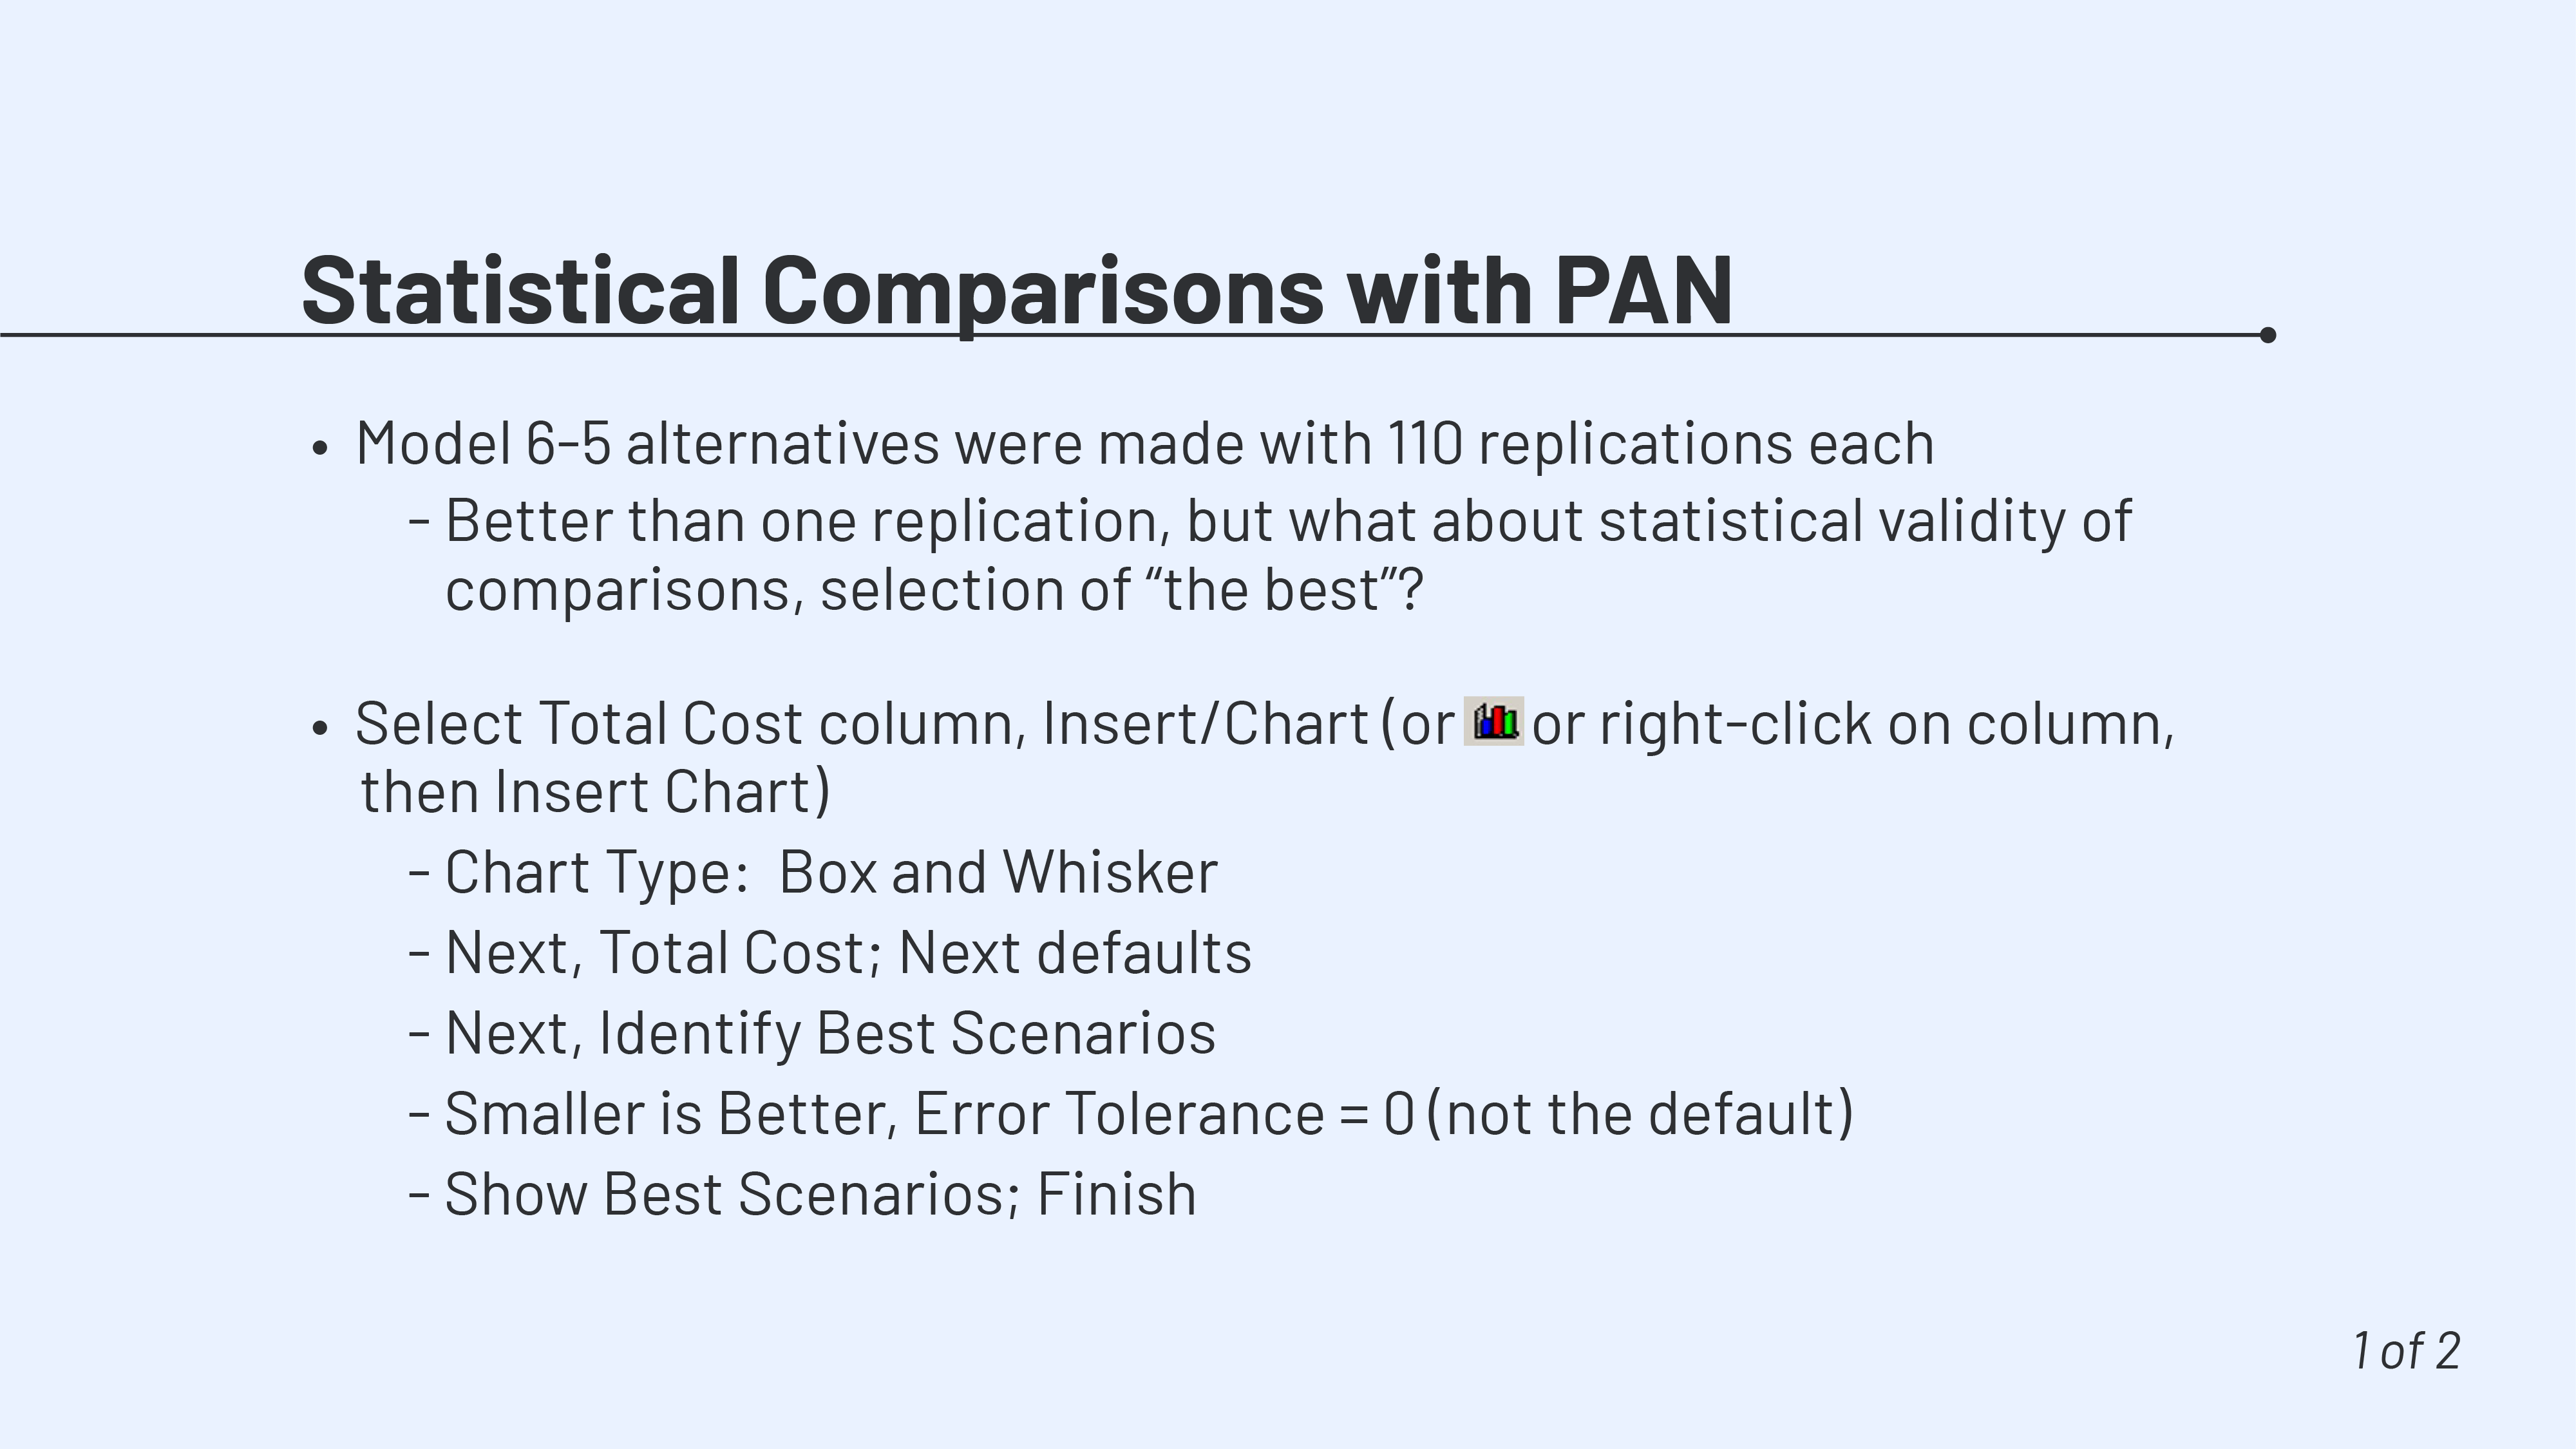 Statistical Comparisons with PAN
• Model 6-5 alternatives were made with 110 replications each
- Better than one replication, but what about statistical validity of
comparisons, selection of “the best”?
• Select Total Cost column, Insert/Chart (or or right-click on column,
then Insert Chart)
- Chart Type:  Box and Whisker
- Next, Total Cost; Next defaults
- Next, Identify Best Scenarios
- Smaller is Better, Error Tolerance = 0 (not the default)
- Show Best Scenarios; Finish
1 of 2